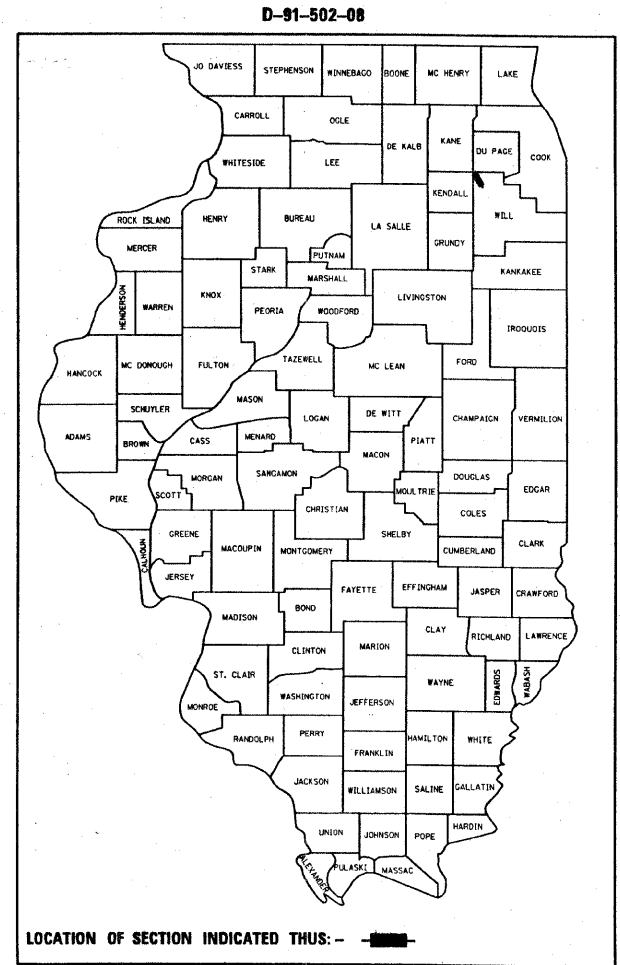 D-91-502-08
JO DAVIESS
STEPHENSON
WINNEBAGO
BOONE
MC HENRY
LAKE
CARROLL
OGLE
DE KALB
KANE
DU PAGE
COOK
WHITESIDE
LEE
KENDALL
WILL
ROCK ISLAND
HENRY
BUREAU
LA SALLE
GRUNDY
MERCER
PUTNAM
STARK
MARSHALL
KANKAKEE
HENDERSON
WARREN
KNOX
PEORIA
WOODFORD
LIVINGSTON
IROQUOIS
HANCOCK
MC DONOUGH
FULTON
TAZEWELL
MC LEAN
FORD
MASON
SCHUYLER
LOGAN
DE WITT
CHAMPAIGN
VERMILION
ADAMS
BROWN
CASS
MENARD
PIATT
MACON
PIKE
SCOTT
MORGAN
SANGAMON
CHRISTIAN
MOULTRIE
DOUGLAS
EDGAR
COLES
CALHOUN
GREENE
MACOUPIN
MONTGOMERY
SHELBY
CUMBERLAND
CLARK
JERSEY
FAYETTE
EFFINGHAM
JASPER
CRAWFORD
MADISON
BOND
CLAY
RICHLAND
LAWRENCE
CLINTON
MARION
ST. CLAIR
WASHINGTON
WAYNE
EDWARDS
WABASH
MONROE
JEFFERSON
RANDOLPH
PERRY
HAMILTON
WHITE
FRANKLIN
JACKSON
WILLIAMSON
SALINE
GALLATIN
UNION
JOHNSON
POPE
HARDIN
ALEXANDER
PULASKI
MASSAC
LOCATION OF SECTION INDICATED THUS: -